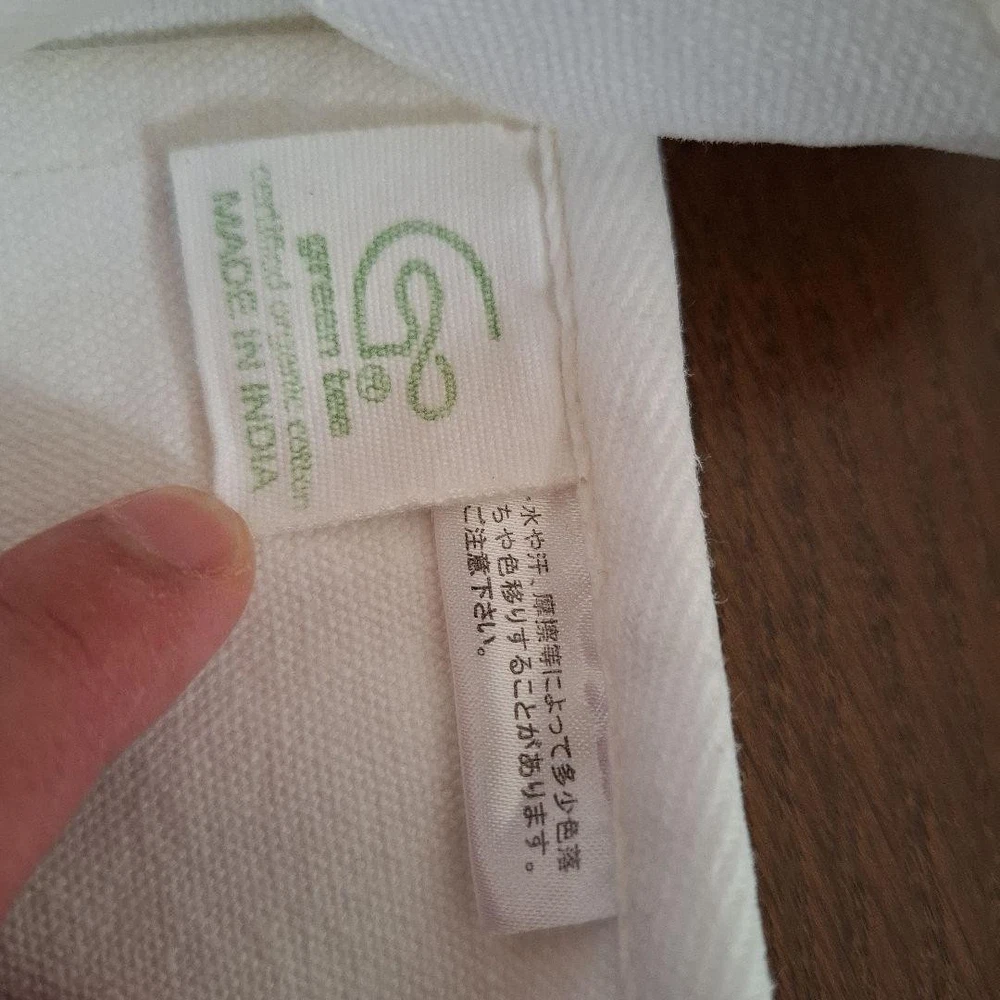 green tex
certified organic cotton
MADE IN INDIA
・水や汗、摩擦等によって多少色落
ちや色移りすることがあります。
ご注意下さい。